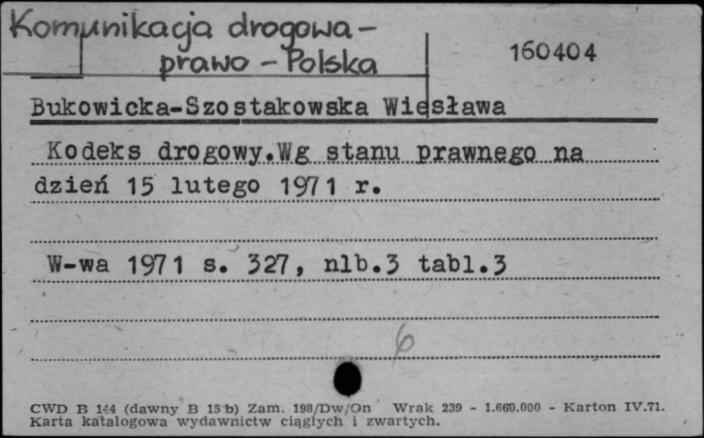 Komunikacja drogowa -
prawo - Polska
160404
Bukowicka-Szostakowska Wiesława
Kodeks drogowy.Wg stanu prawnego na
dzień 15 lutego 1971 r.
W-wa 1971 s. 327, nlb.3 tabl.3
6
CWD B 144 (dawny B 15 b) Zam. 198/Dw/On Wrak 239 - 1.660.000 - Karton IV.71.
Karta katalogowa wydawnictw ciągłych i zwartych.